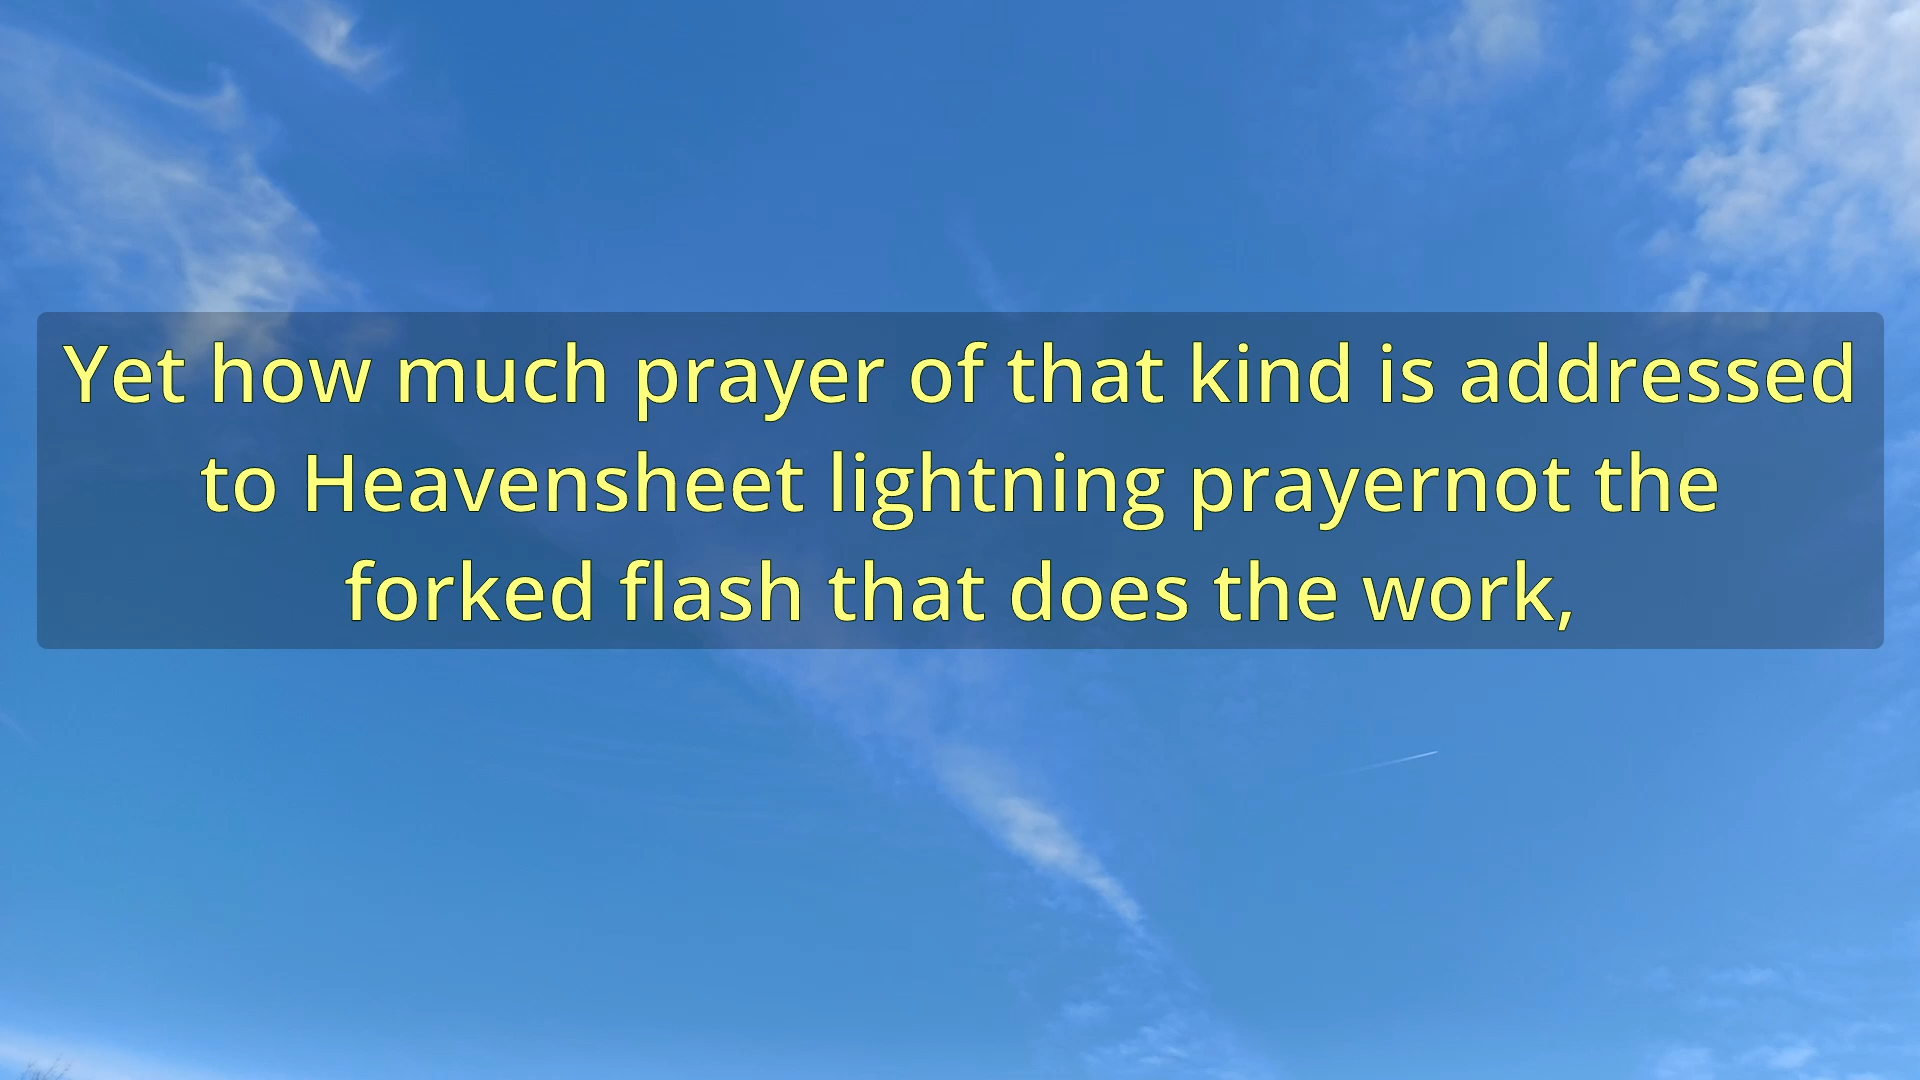 Yet how much prayer of that kind is addressed
to Heavensheet lightning prayernot the
forked flash that does the work,